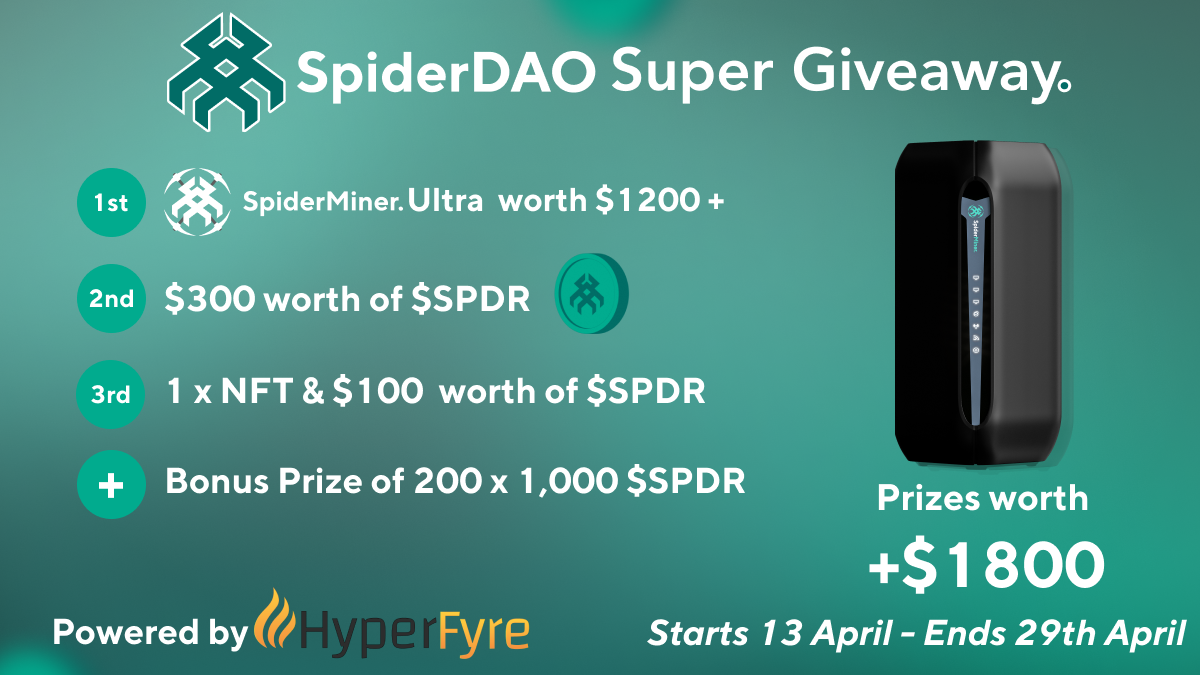 SpiderDAO Super Giveaway.
1st SpiderMiner. Ultra worth $1200 +
2nd $300 worth of $SPDR
3rd 1 x NFT & $100 worth of $SPDR
+ Bonus Prize of 200 x 1,000 $SPDR
SpiderMiner.
Prizes worth
+$1800
Powered by HyperFyre
Starts 13 April - Ends 29th April